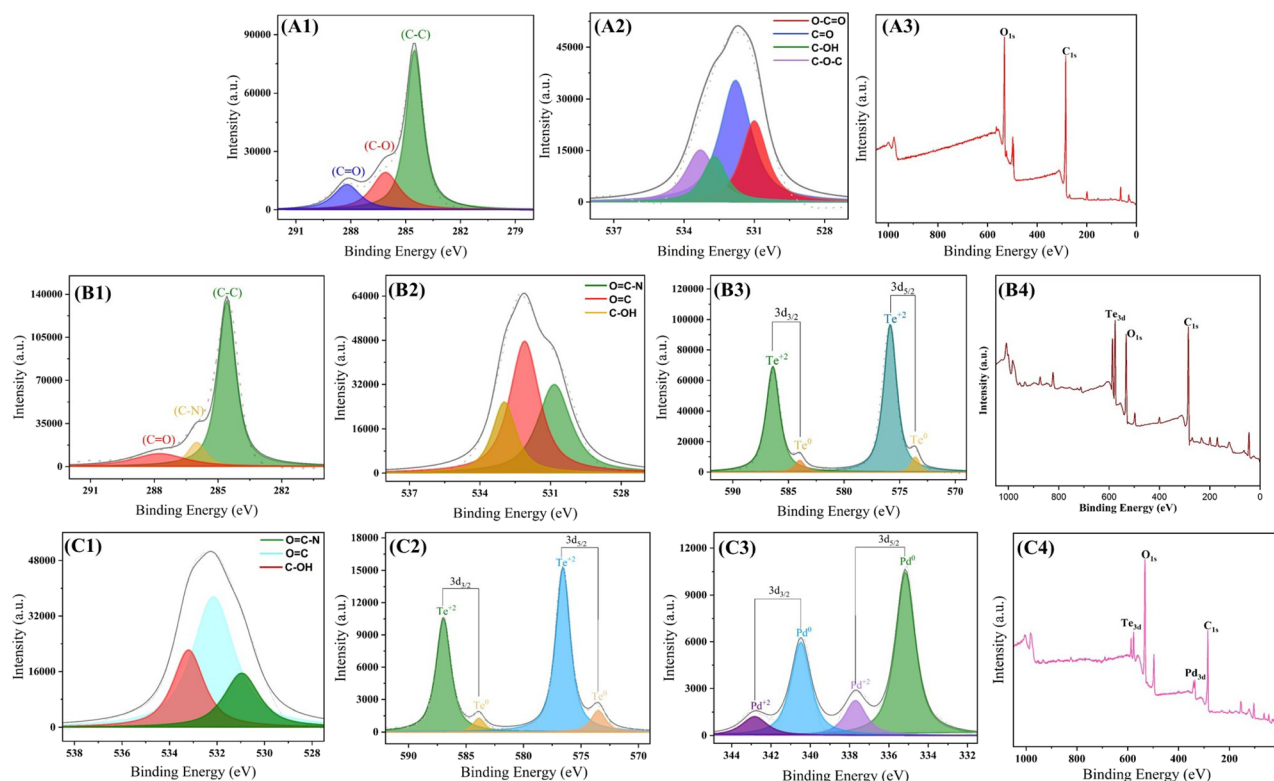 (A1)
90000
60000
30000
0
Intensity (a.u.)
(C-C)
(C-O)
(C=O)
291 288 285 282 279
Binding Energy (eV)
(A2)
45000
30000
15000
0
Intensity (a.u.)
O-C=O
C=O
C-OH
C-O-C
537 534 531 528
Binding Energy (eV)
(A3)
Intensity (a.u.)
O1s
C1s
1000 800 600 400 200 0
Binding Energy (eV)
(B1)
140000
105000
70000
35000
0
Intensity (a.u.)
(C-C)
(C-N)
(C=O)
291 288 285 282
Binding Energy (eV)
(B2)
64000
48000
32000
16000
0
Intensity (a.u.)
O=C-N
O=C
C-OH
537 534 531 528
Binding Energy (eV)
(B3)
100000
80000
60000
40000
20000
0
Intensity (a.u.)
3d5/2
3d3/2
Te+2
Te+2
Te0
Te0
590 585 580 575 570
Binding Energy (eV)
(B4)
Intensity (a.u.)
Te3d
O1s
C1s
1000 800 600 400 200 0
Binding Energy (eV)
(C1)
48000
32000
16000
0
Intensity (a.u.)
O=C-N
O=C
C-OH
538 536 534 532 530 528
Binding Energy (eV)
(C2)
18000
15000
12000
9000
6000
3000
0
Intensity (a.u.)
3d5/2
3d3/2
Te+2
Te+2
Te0
Te0
590 585 580 575 570
Binding Energy (eV)
(C3)
12000
9000
6000
3000
0
Intensity (a.u.)
3d5/2
3d3/2
Pd0
Pd0
Pd+2
Pd+2
344 342 340 338 336 334 332
Binding Energy (eV)
(C4)
Intensity (a.u.)
O1s
Te3d
C1s
Pd3d
1000 800 600 400 200
Binding Energy (eV)